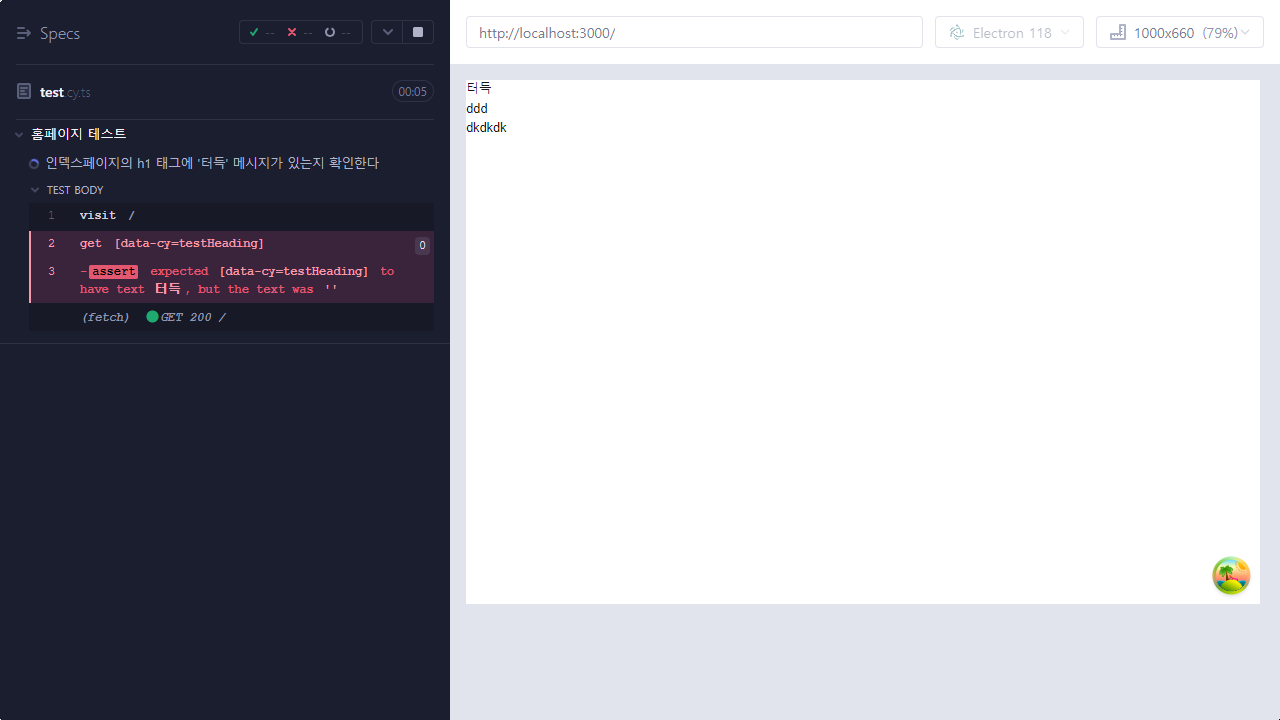 Specs
-- -- --
test.cy.ts
00:05
홈페이지 테스트
인덱스페이지의 h1 태그에 '터득' 메시지가 있는지 확인한다
TEST BODY
1 visit /
2 get [data-cy=testHeading] 0
3 -assert expected [data-cy=testHeading] to
have text 터득, but the text was ''
(fetch) GET 200 /
http://localhost:3000/
Electron 118
1000x660 (79%)
터득
ddd
dkdkdk